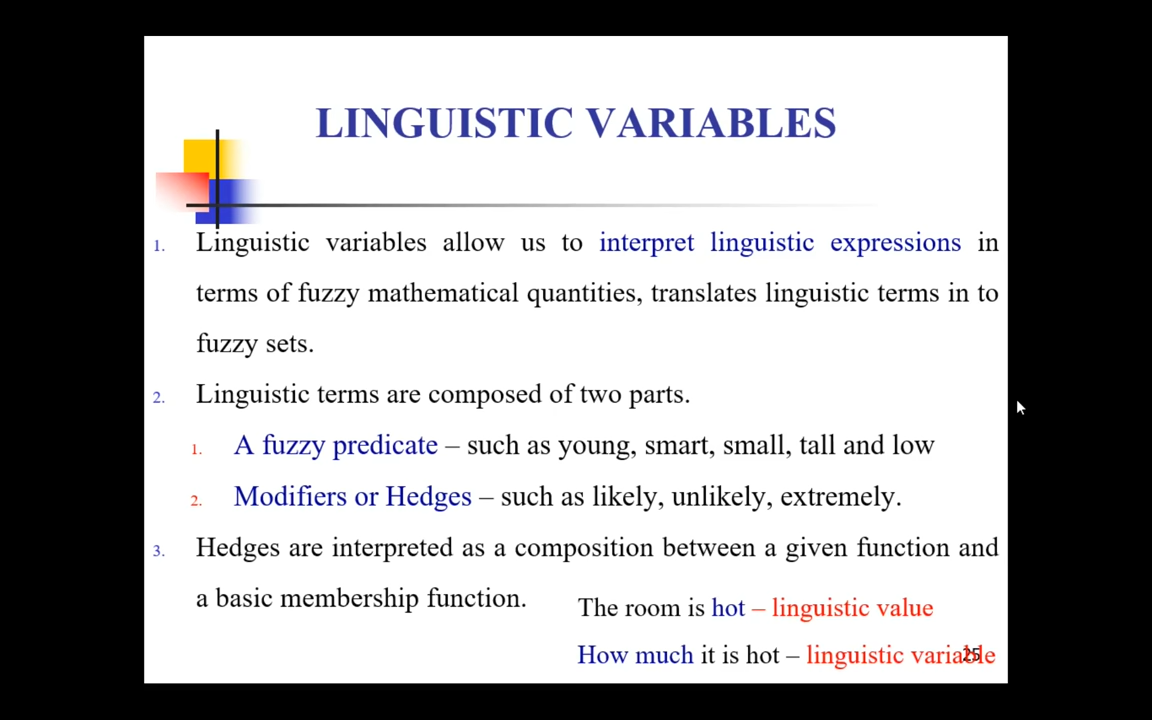 LINGUISTIC VARIABLES
1. Linguistic variables allow us to interpret linguistic expressions in
terms of fuzzy mathematical quantities, translates linguistic terms in to
fuzzy sets.
2. Linguistic terms are composed of two parts.
1. A fuzzy predicate – such as young, smart, small, tall and low
2. Modifiers or Hedges – such as likely, unlikely, extremely.
3. Hedges are interpreted as a composition between a given function and
a basic membership function.
The room is hot – linguistic value
How much it is hot – linguistic variable
25